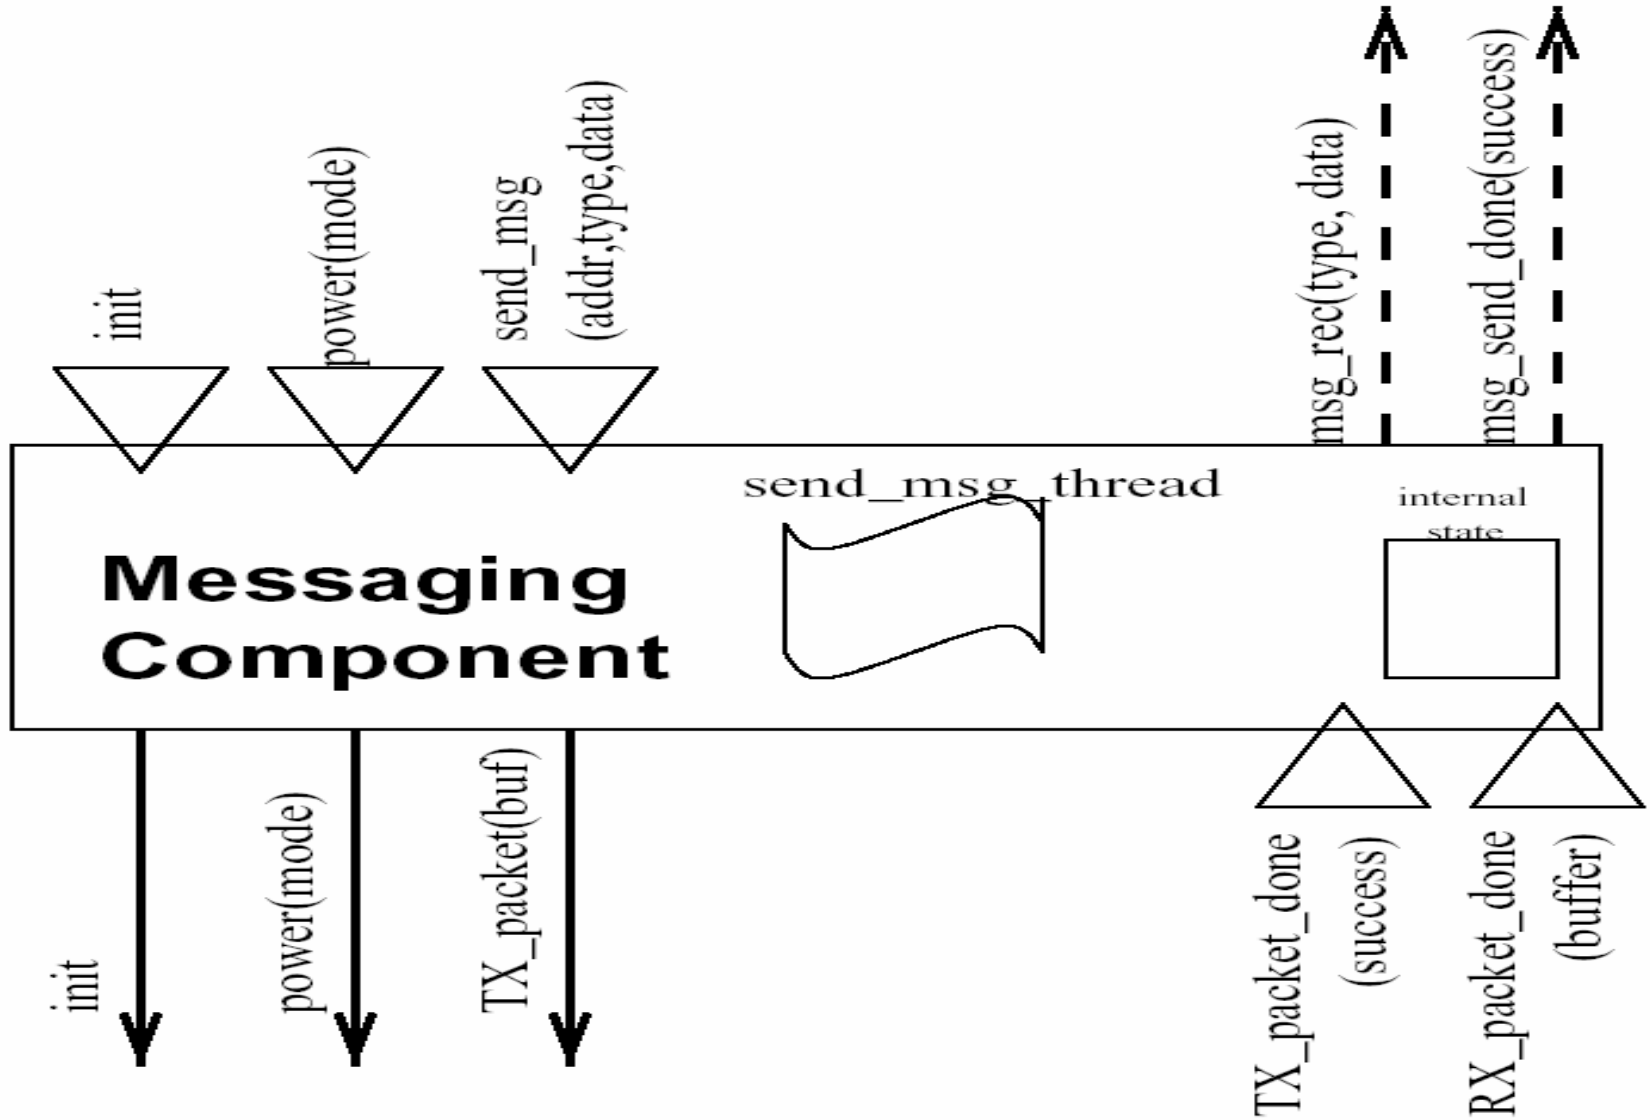 init
power(mode)
send_msg
(addr,type,data)
msg_rec(type, data)
msg_send_done(success)
send_msg_thread
internal
state
Messaging
Component
init
power(mode)
TX_packet(buf)
TX_packet_done
(success)
RX_packet_done
(buffer)